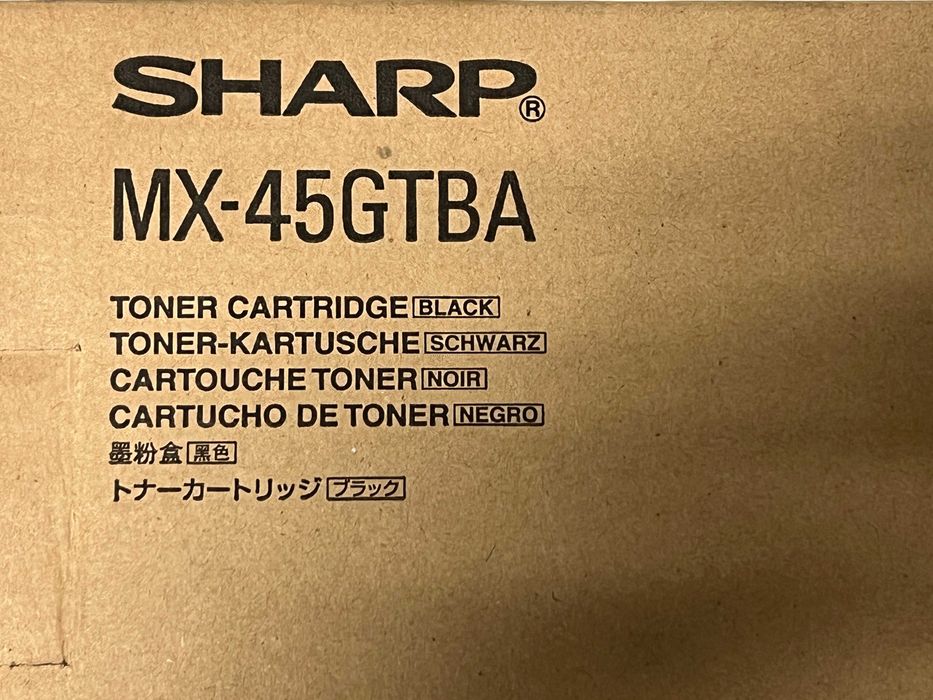 SHARP®
MX-45GTBA
TONER CARTRIDGE BLACK
TONER-KARTUSCHE SCHWARZ
CARTOUCHE TONER NOIR
CARTUCHO DE TONER NEGRO
墨粉盒 黑色
トナーカートリッジ ブラック